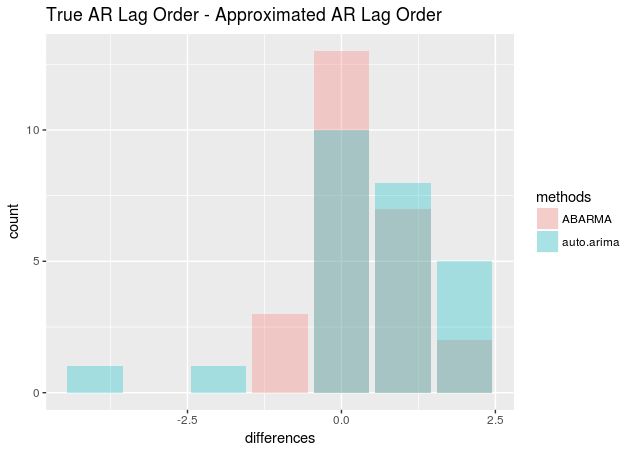 True AR Lag Order - Approximated AR Lag Order
count
10
5
0
-2.5
0.0
2.5
differences
methods
ABARMA
auto.arima